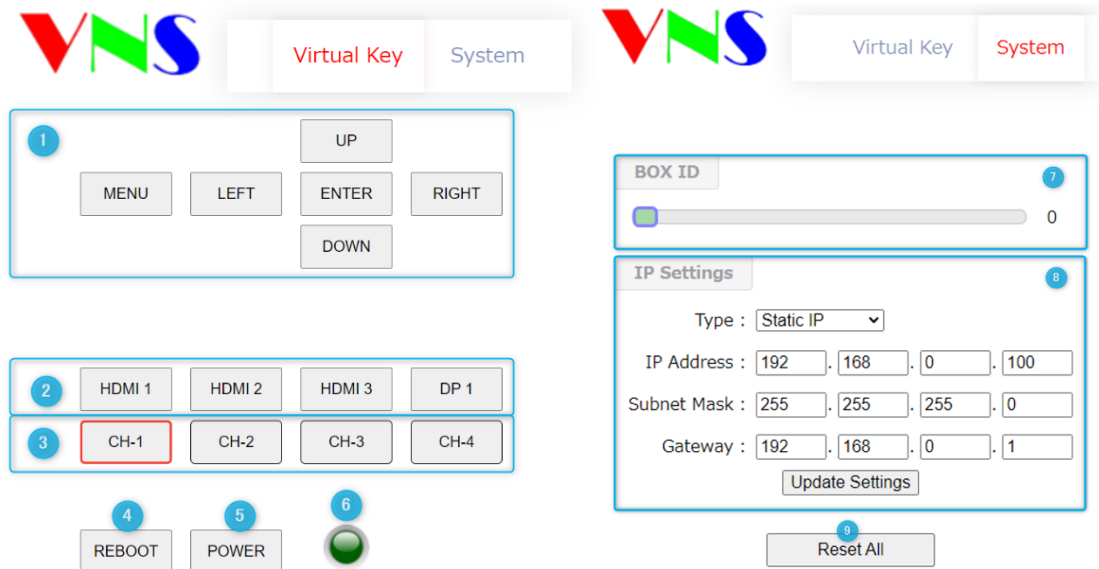 VNS
Virtual Key
System
1
UP
MENU
LEFT
ENTER
RIGHT
DOWN
2
HDMI 1
HDMI 2
HDMI 3
DP 1
3
CH-1
CH-2
CH-3
CH-4
4
5
6
REBOOT
POWER
VNS
Virtual Key
System
BOX ID
7
0
IP Settings
8
Type : Static IP
IP Address : 192 . 168 . 0 . 100
Subnet Mask : 255 . 255 . 255 . 0
Gateway : 192 . 168 . 0 . 1
Update Settings
9
Reset All